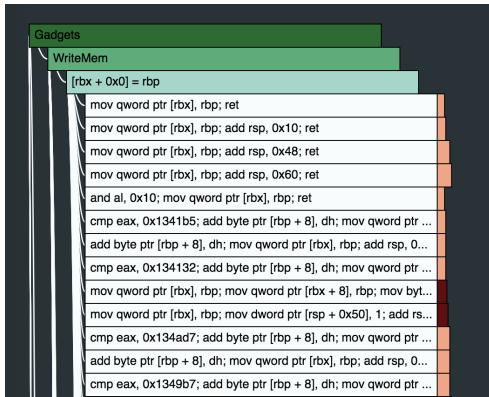 Gadgets
WriteMem
[rbx + 0x0] = rbp
mov qword ptr [rbx], rbp; ret
mov qword ptr [rbx], rbp; add rsp, 0x10; ret
mov qword ptr [rbx], rbp; add rsp, 0x48; ret
mov qword ptr [rbx], rbp; add rsp, 0x60; ret
and al, 0x10; mov qword ptr [rbx], rbp; ret
cmp eax, 0x1341b5; add byte ptr [rbp + 8], dh; mov qword ptr ...
add byte ptr [rbp + 8], dh; mov qword ptr [rbx], rbp; add rsp, 0...
cmp eax, 0x134132; add byte ptr [rbp + 8], dh; mov qword ptr ...
mov qword ptr [rbx], rbp; mov qword ptr [rbx + 8], rbp; mov byt...
mov qword ptr [rbx], rbp; mov dword ptr [rsp + 0x50], 1; add rs...
cmp eax, 0x134ad7; add byte ptr [rbp + 8], dh; mov qword ptr ...
add byte ptr [rbp + 8], dh; mov qword ptr [rbx], rbp; add rsp, 0...
cmp eax, 0x1349b7; add byte ptr [rbp + 8], dh; mov qword ptr ...